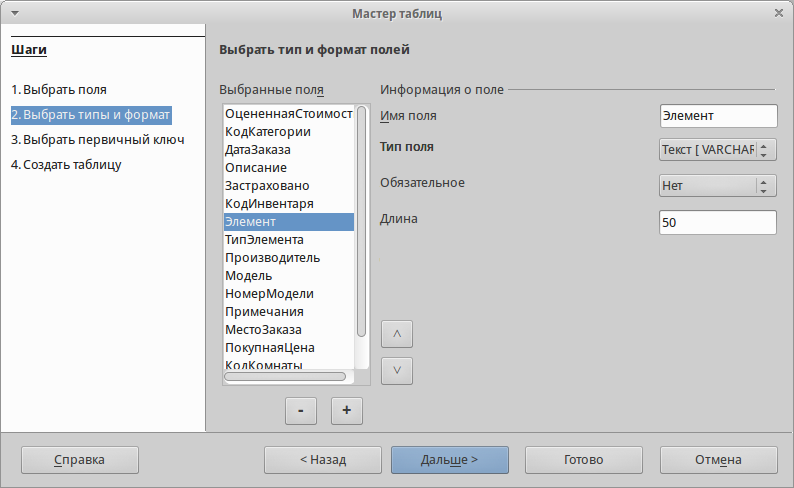 Мастер таблиц
Шаги
1. Выбрать поля
2. Выбрать типы и формат
3. Выбрать первичный ключ
4. Создать таблицу
Выбрать тип и формат полей
Выбранные поля
ОцененнаяСтоимост
КодКатегории
ДатаЗаказа
Описание
Застраховано
КодИнвентаря
Элемент
ТипЭлемента
Производитель
Модель
НомерМодели
Примечания
МестоЗаказа
ПокупнаяЦена
КодКомнаты
- +
Информация о поле
Имя поля Элемент
Тип поля Текст [ VARCHAR
Обязательное Нет
Длина 50
Справка < Назад Дальше > Готово Отмена